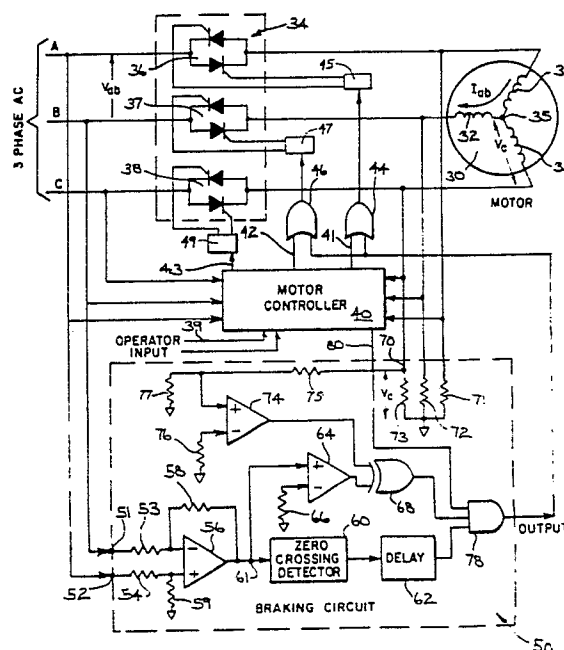 A
34
36
45
Vab
37
B
47
3 PHASE AC
C
38
46
44
49
42
41
43
Iab
32
35
Vc
30
MOTOR
MOTOR
CONTROLLER
40
39
OPERATOR
INPUT
80
70
77
75
Vc
74
73
72
71
76
64
58
68
66
51
53
56
60
78
OUTPUT
61
ZERO
CROSSING
DETECTOR
DELAY
52
54
59
62
BRAKING CIRCUIT
50